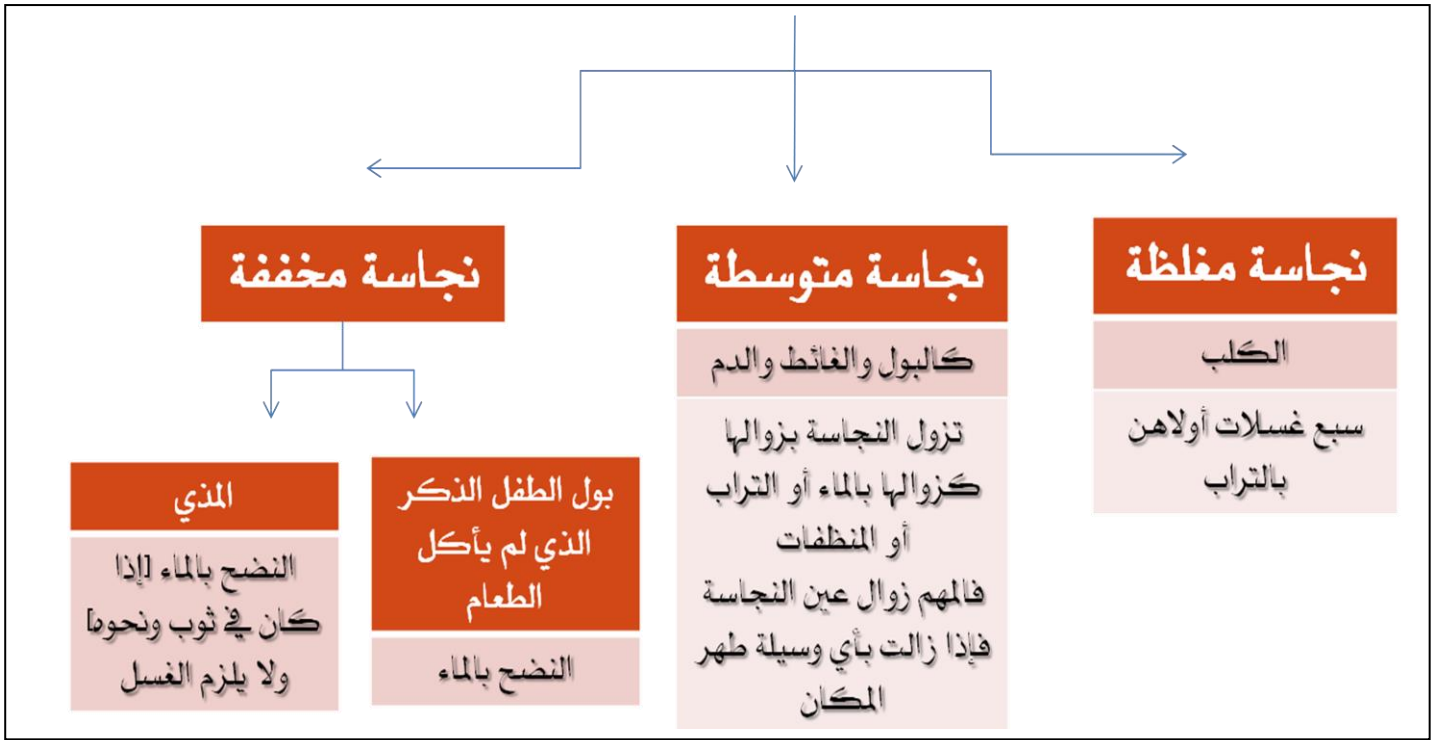 نجاسة مغلظة
الكلب
سبع غسلات أولاهن
بالتراب
نجاسة متوسطة
كالبول والغائط والدم
تزول النجاسة بزوالها
كزوالها بالماء أو التراب
أو المنظفات
فالمهم زوال عين النجاسة
فإذا زالت بأي وسيلة طهر
المكان
نجاسة مخففة
بول الطفل الذكر
الذي لم يأكل
الطعام
النضح بالماء
المذي
النضح بالماء [إذا
كان في ثوب ونحوه]
ولا يلزم الغسل